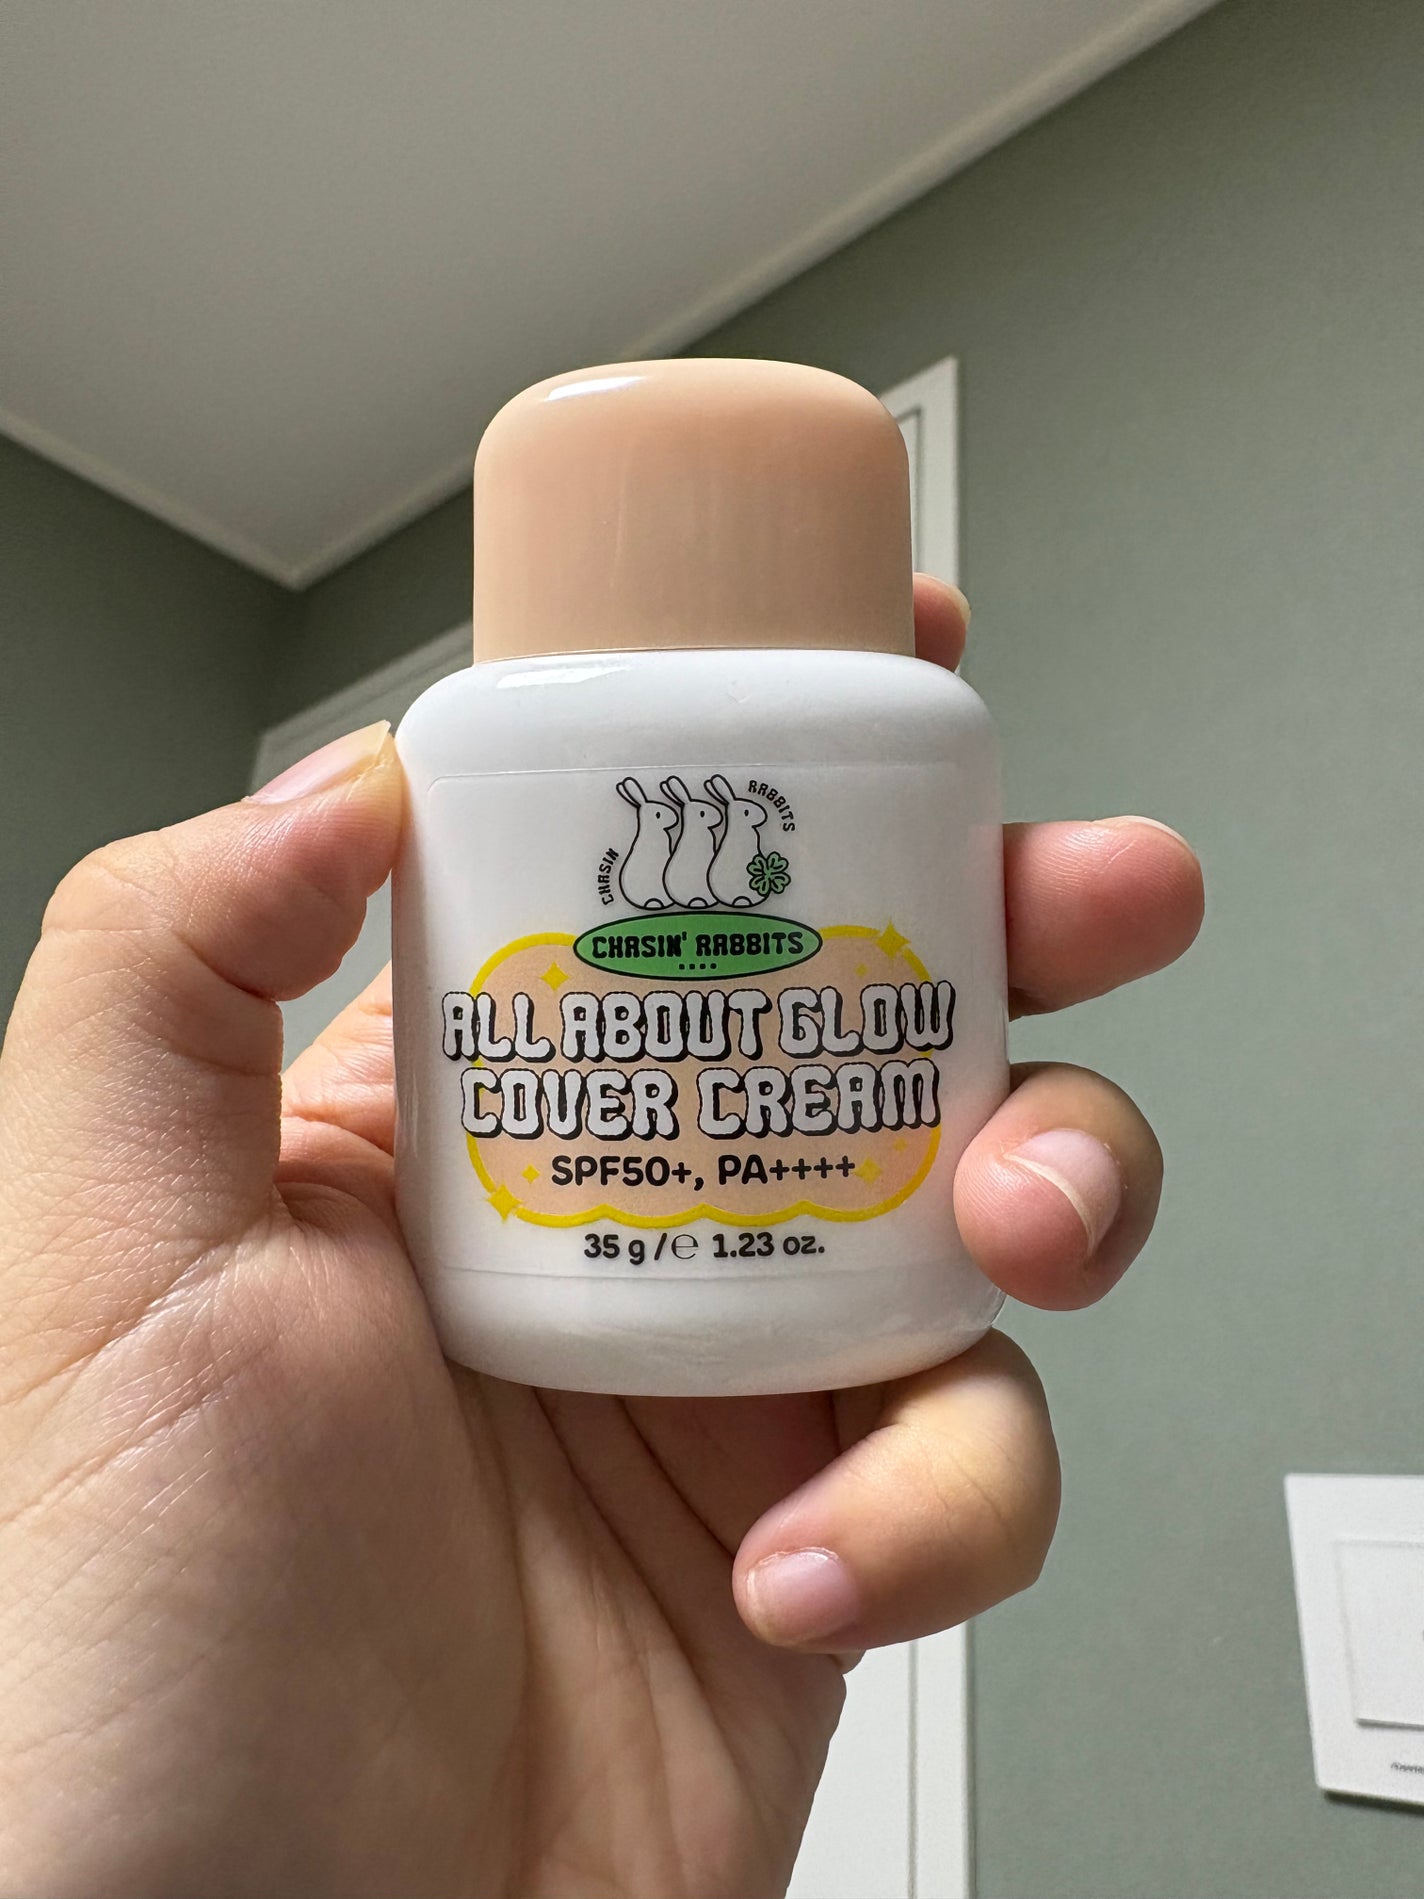 CHASIN
RABBITS
CHASIN' RABBITS
ALL ABOUT GLOW
COVER CREAM
SPF50+, PA++++
35 g / ℮ 1.23 oz.